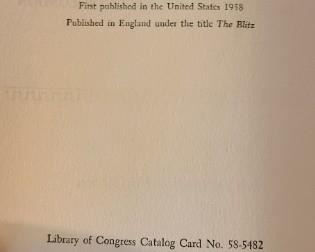 First published in the United States 1958
Published in England under the title The Blitz
Library of Congress Catalog Card No. 58-5482